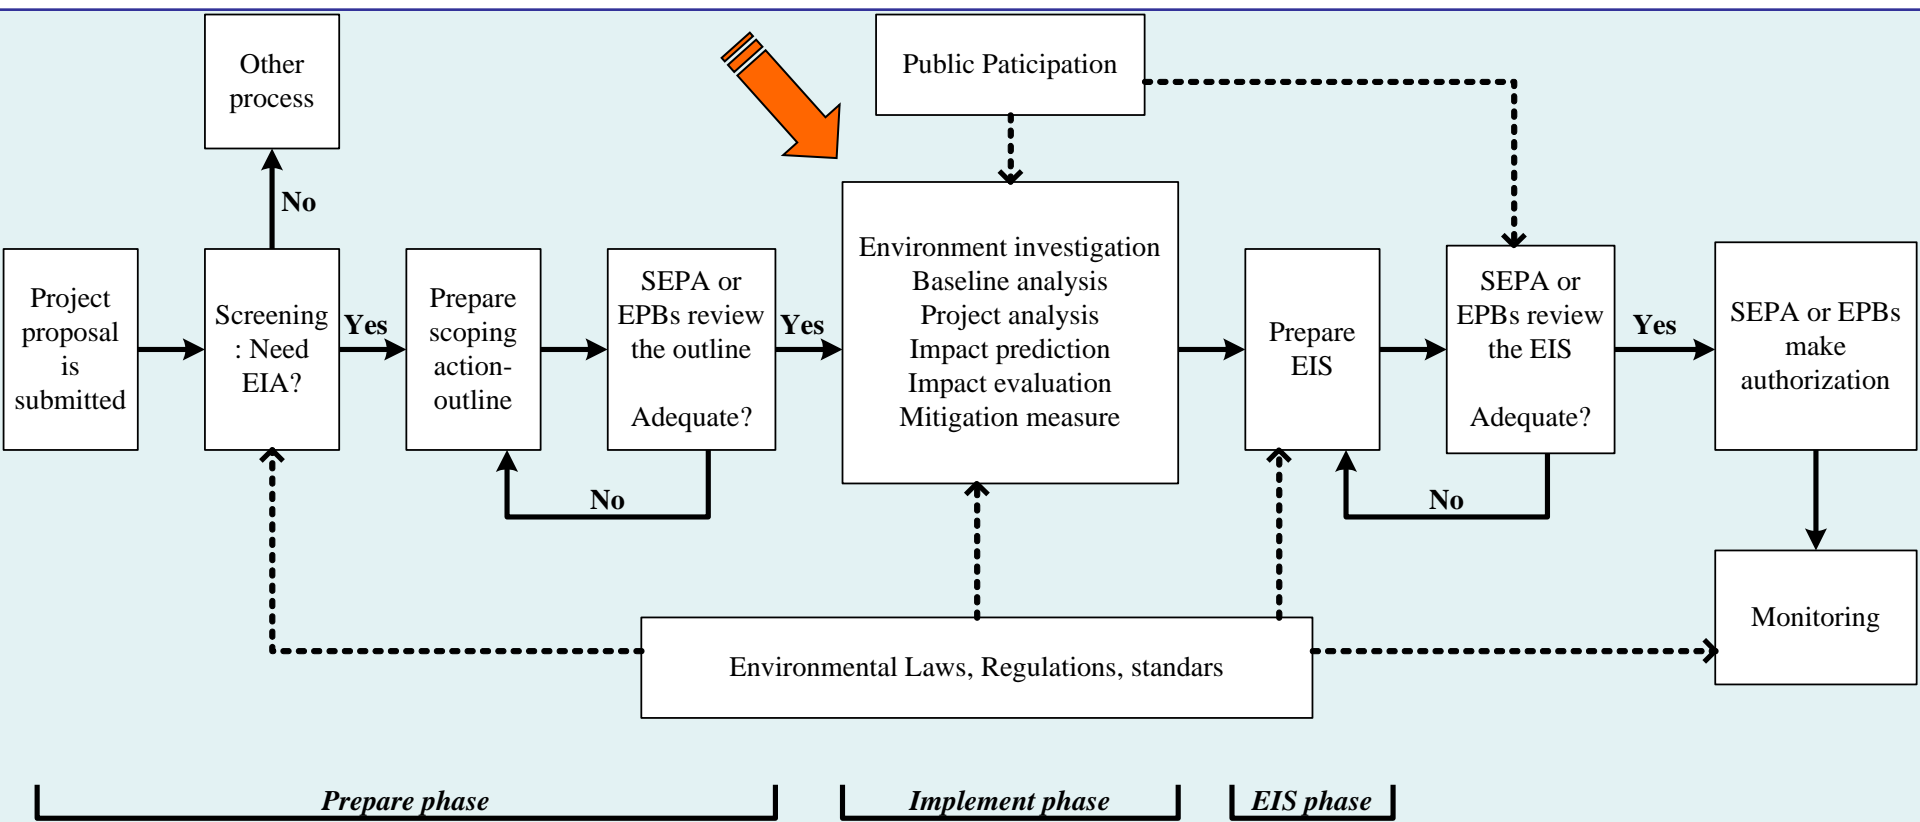 Other
process
Public Paticipation
No
Project
proposal
is
submitted
Screening
: Need
EIA?
Yes
Prepare
scoping
action-
outline
SEPA or
EPBs review
the outline
Adequate?
Yes
No
Environment investigation
Baseline analysis
Project analysis
Impact prediction
Impact evaluation
Mitigation measure
Prepare
EIS
SEPA or
EPBs review
the EIS
Adequate?
Yes
No
SEPA or EPBs
make
authorization
Monitoring
Environmental Laws, Regulations, standars
Prepare phase
Implement phase
EIS phase